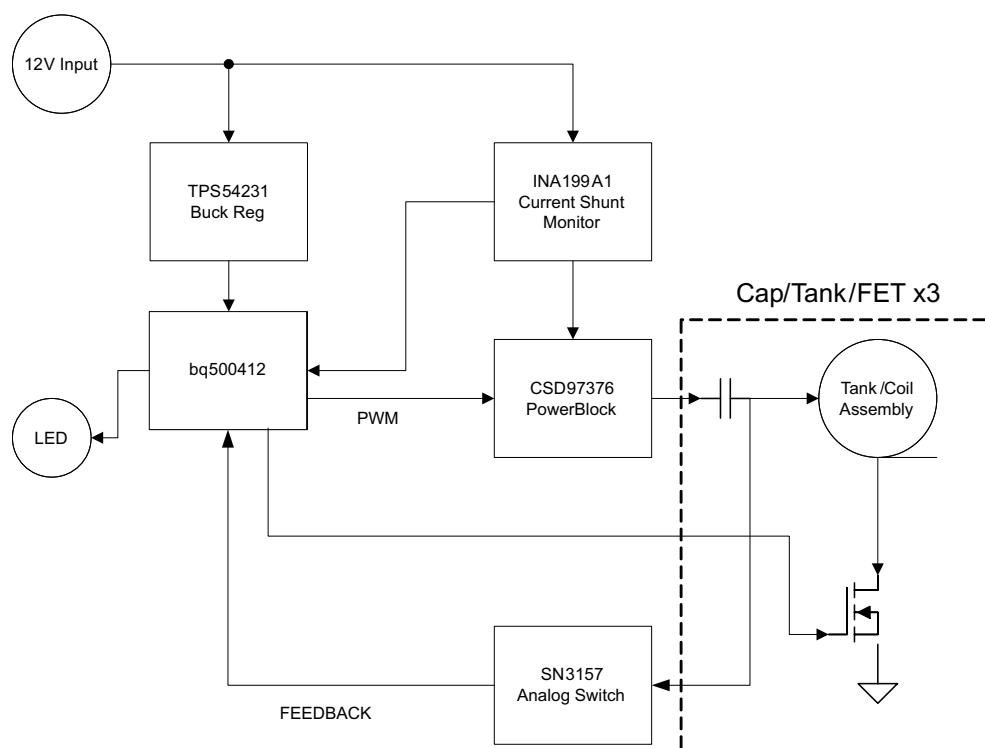 12V Input
TPS54231
Buck Reg
INA199A1
Current Shunt
Monitor
Cap/Tank/FET x3
bq500412
CSD97376
PowerBlock
Tank/Coil
Assembly
PWM
LED
SN3157
Analog Switch
FEEDBACK